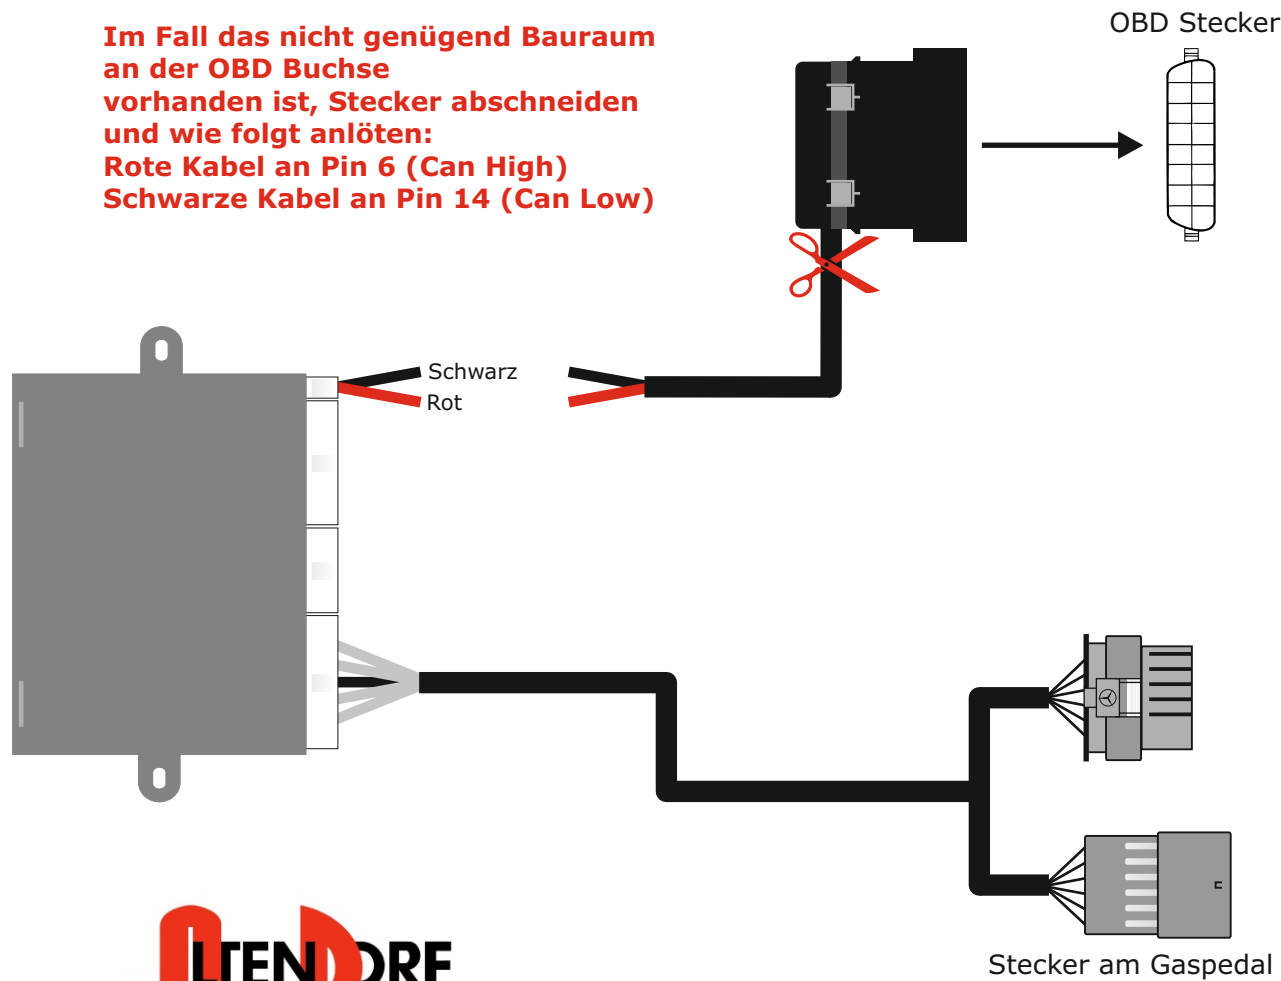 Im Fall das nicht genügend Bauraum
an der OBD Buchse
vorhanden ist, Stecker abschneiden
und wie folgt anlöten:
Rote Kabel an Pin 6 (Can High)
Schwarze Kabel an Pin 14 (Can Low)
OBD Stecker
Schwarz
Rot
Stecker am Gaspedal
ALTENDORF